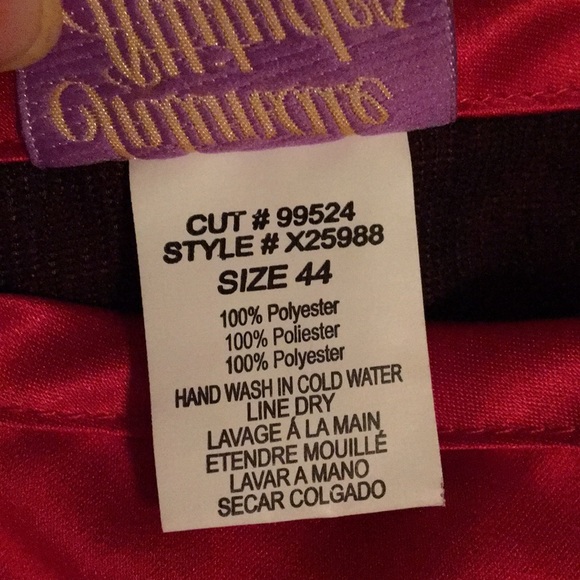 CUT # 99524
STYLE # X25988
SIZE 44
100% Polyester
100% Poliester
100% Polyester
HAND WASH IN COLD WATER
LINE DRY
LAVAGE Á LA MAIN
ETENDRE MOUILLÉ
LAVAR A MANO
SECAR COLGADO